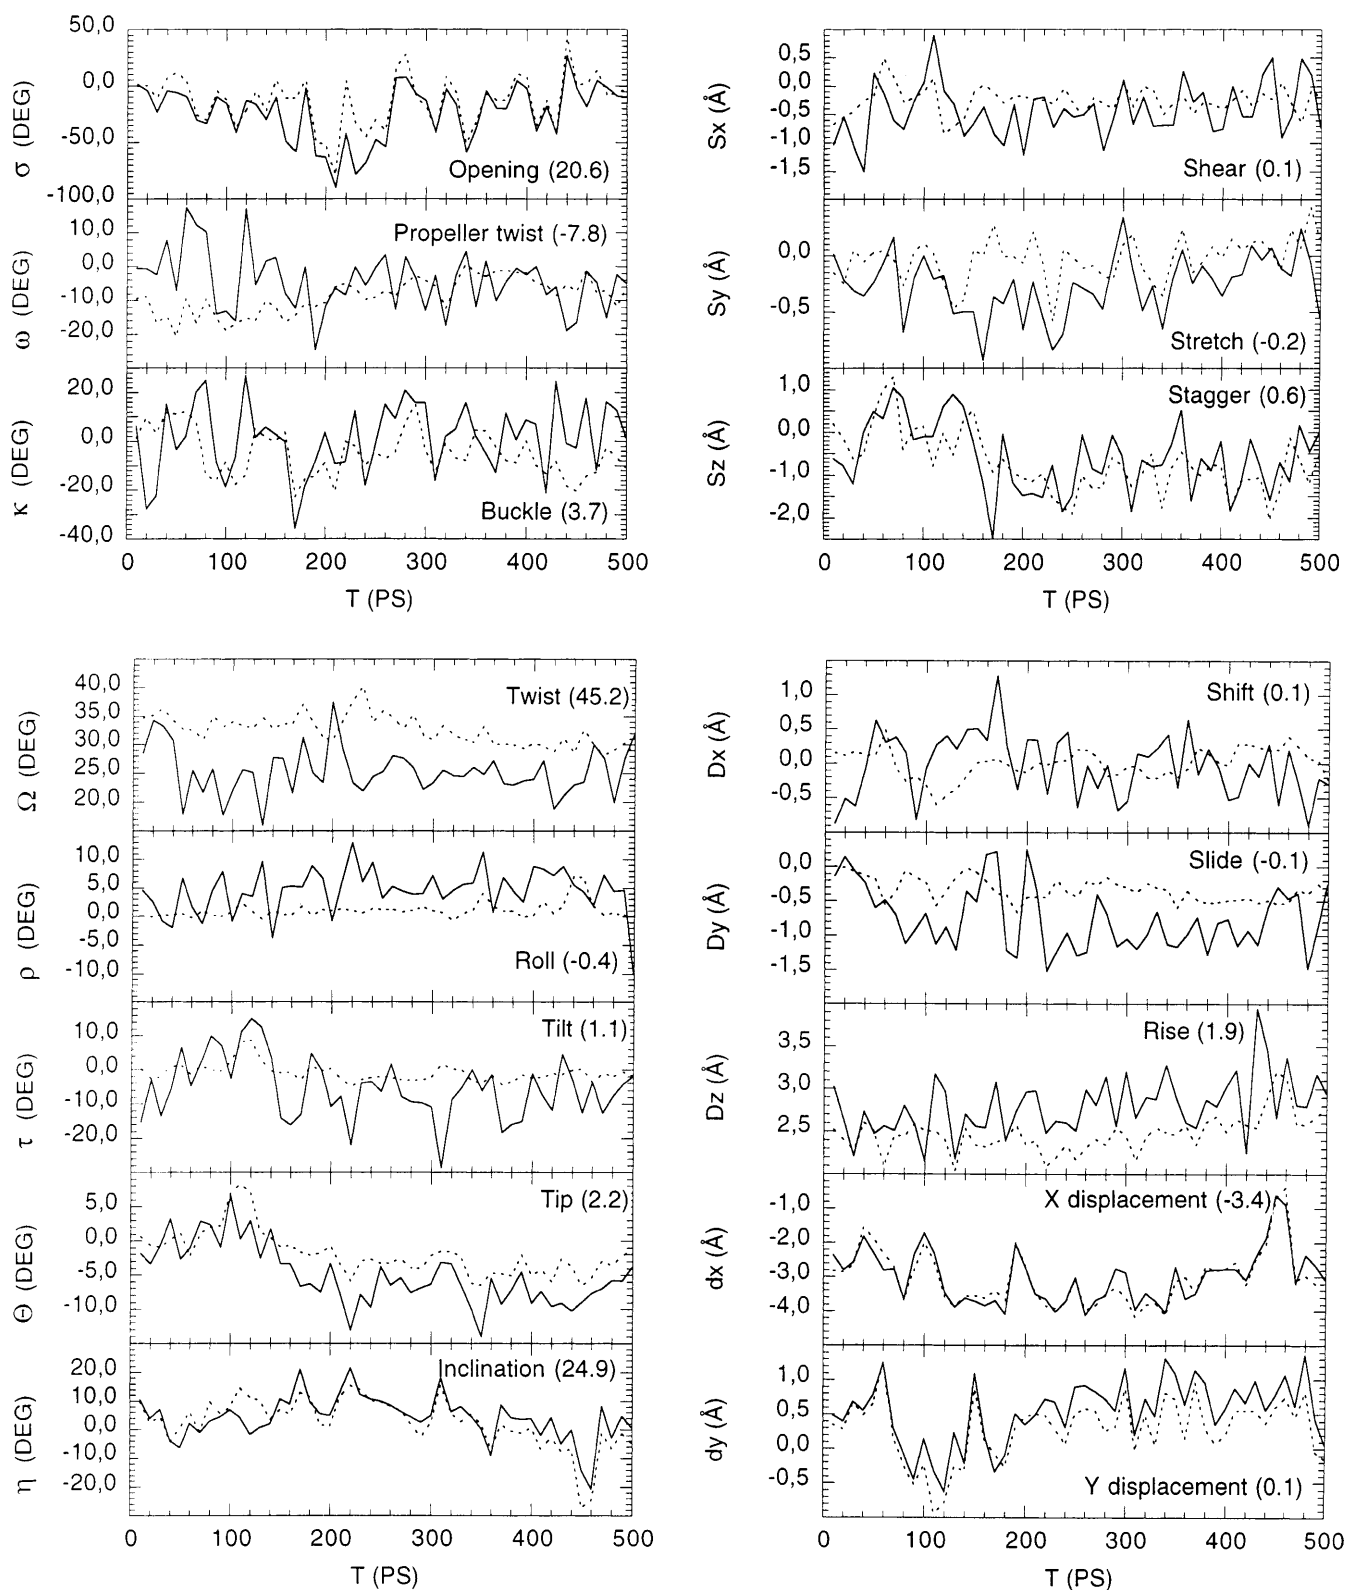 50,0
0,0
-50,0
-100,0
σ (DEG)
Opening (20.6)
10,0
0,0
-10,0
-20,0
ω (DEG)
Propeller twist (-7.8)
20,0
0,0
-20,0
-40,0
κ (DEG)
Buckle (3.7)
0 100 200 300 400 500
T (PS)
0,5
0,0
-0,5
-1,0
-1,5
Sx (Å)
Shear (0.1)
0,0
-0,5
Sy (Å)
Stretch (-0.2)
1,0
0,0
-1,0
-2,0
Sz (Å)
Stagger (0.6)
0 100 200 300 400 500
T (PS)
40,0
35,0
30,0
25,0
20,0
Ω (DEG)
Twist (45.2)
10,0
5,0
0,0
-5,0
-10,0
ρ (DEG)
Roll (-0.4)
10,0
0,0
-10,0
-20,0
τ (DEG)
Tilt (1.1)
5,0
0,0
-5,0
-10,0
Θ (DEG)
Tip (2.2)
20,0
10,0
0,0
-10,0
-20,0
η (DEG)
Inclination (24.9)
0 100 200 300 400 500
T (PS)
1,0
0,5
0,0
-0,5
Dx (Å)
Shift (0.1)
0,0
-0,5
-1,0
-1,5
Dy (Å)
Slide (-0.1)
3,5
3,0
2,5
Dz (Å)
Rise (1.9)
-1,0
-2,0
-3,0
-4,0
dx (Å)
X displacement (-3.4)
1,0
0,5
0,0
-0,5
dy (Å)
Y displacement (0.1)
0 100 200 300 400 500
T (PS)